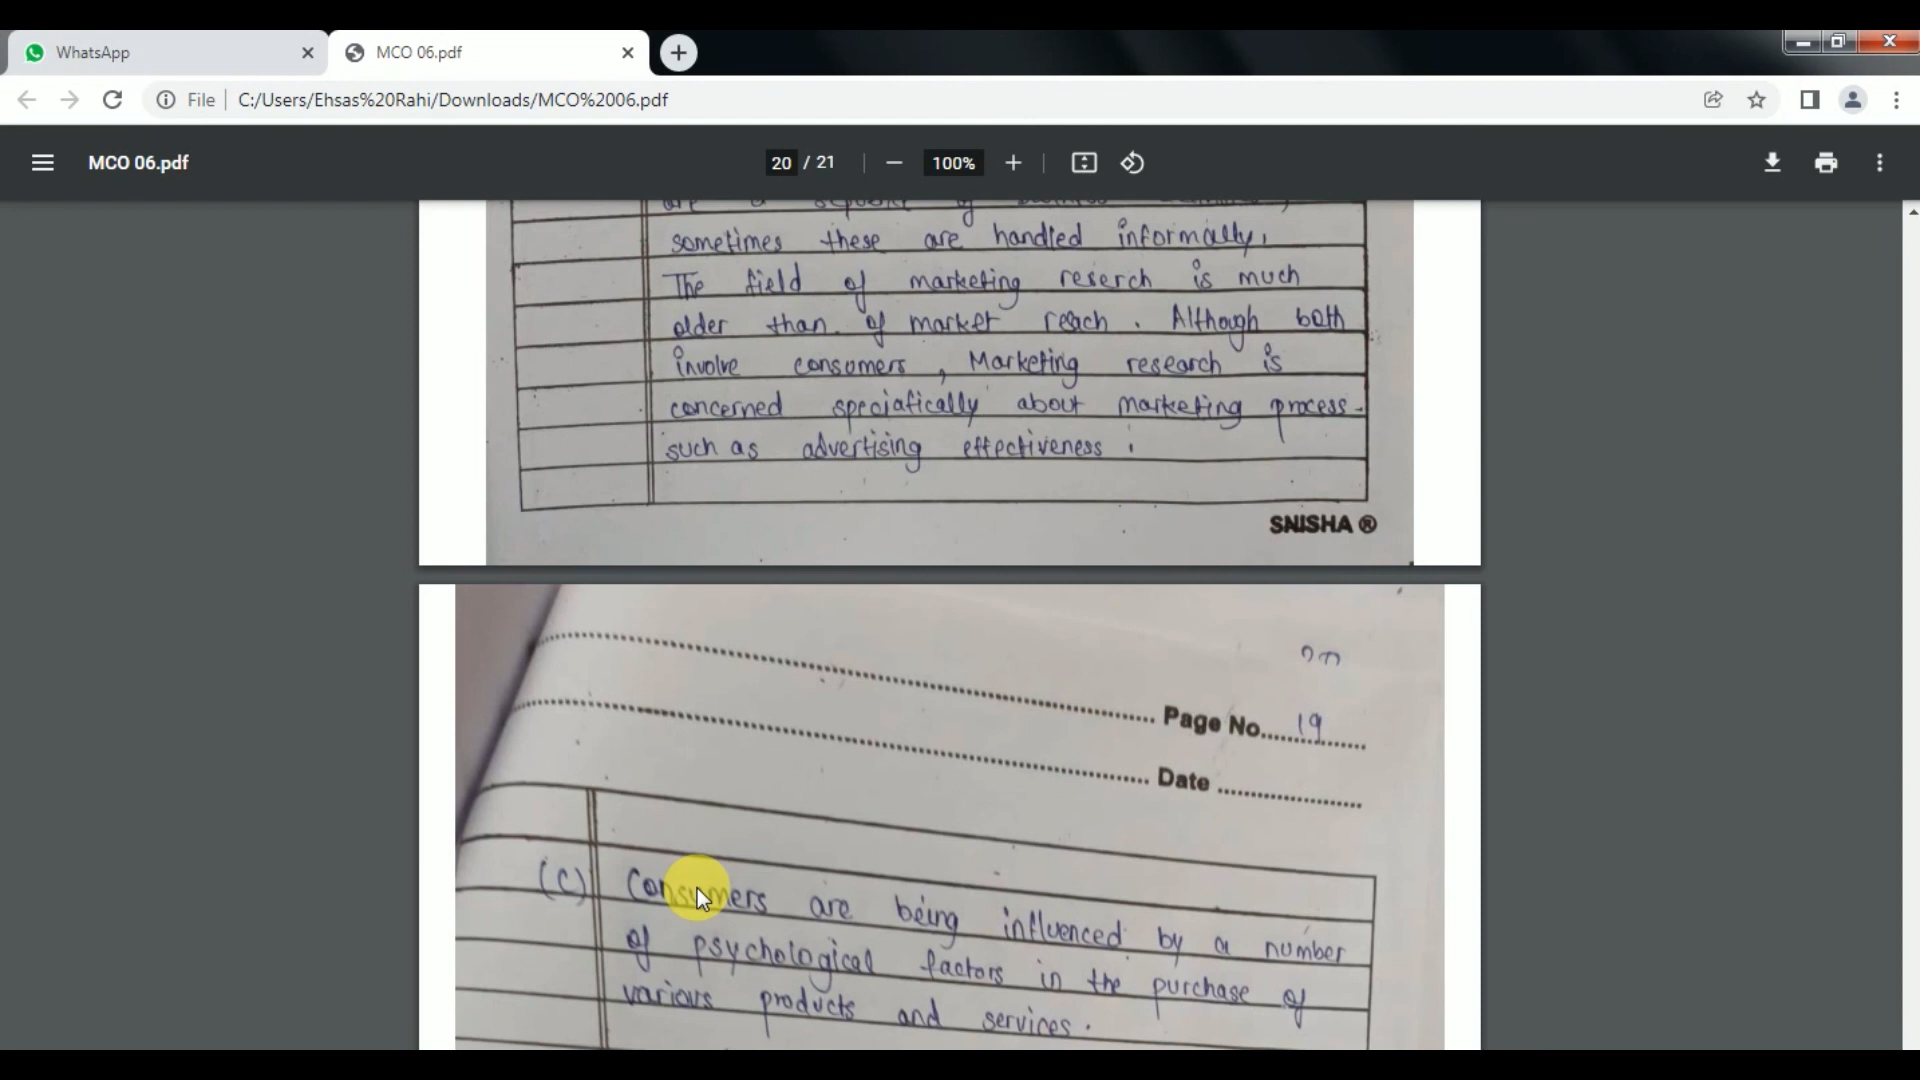 WhatsApp
MCO 06.pdf
File
C:/Users/Ehsas%20Rahi/Downloads/MCO%2006.pdf
MCO 06.pdf
20 / 21
100%
are a of
sometimes these are handled informally.
The field of marketing reserch is much
older than of market reach. Although both
involve consumers, Marketing research is
concerned speciafically about marketing process
such as advertising effectiveness.
SNISHA ®
Page No. 19
Date
(C) Consumers are being influenced by a number
of psychological factors in the purchase of
various products and services.